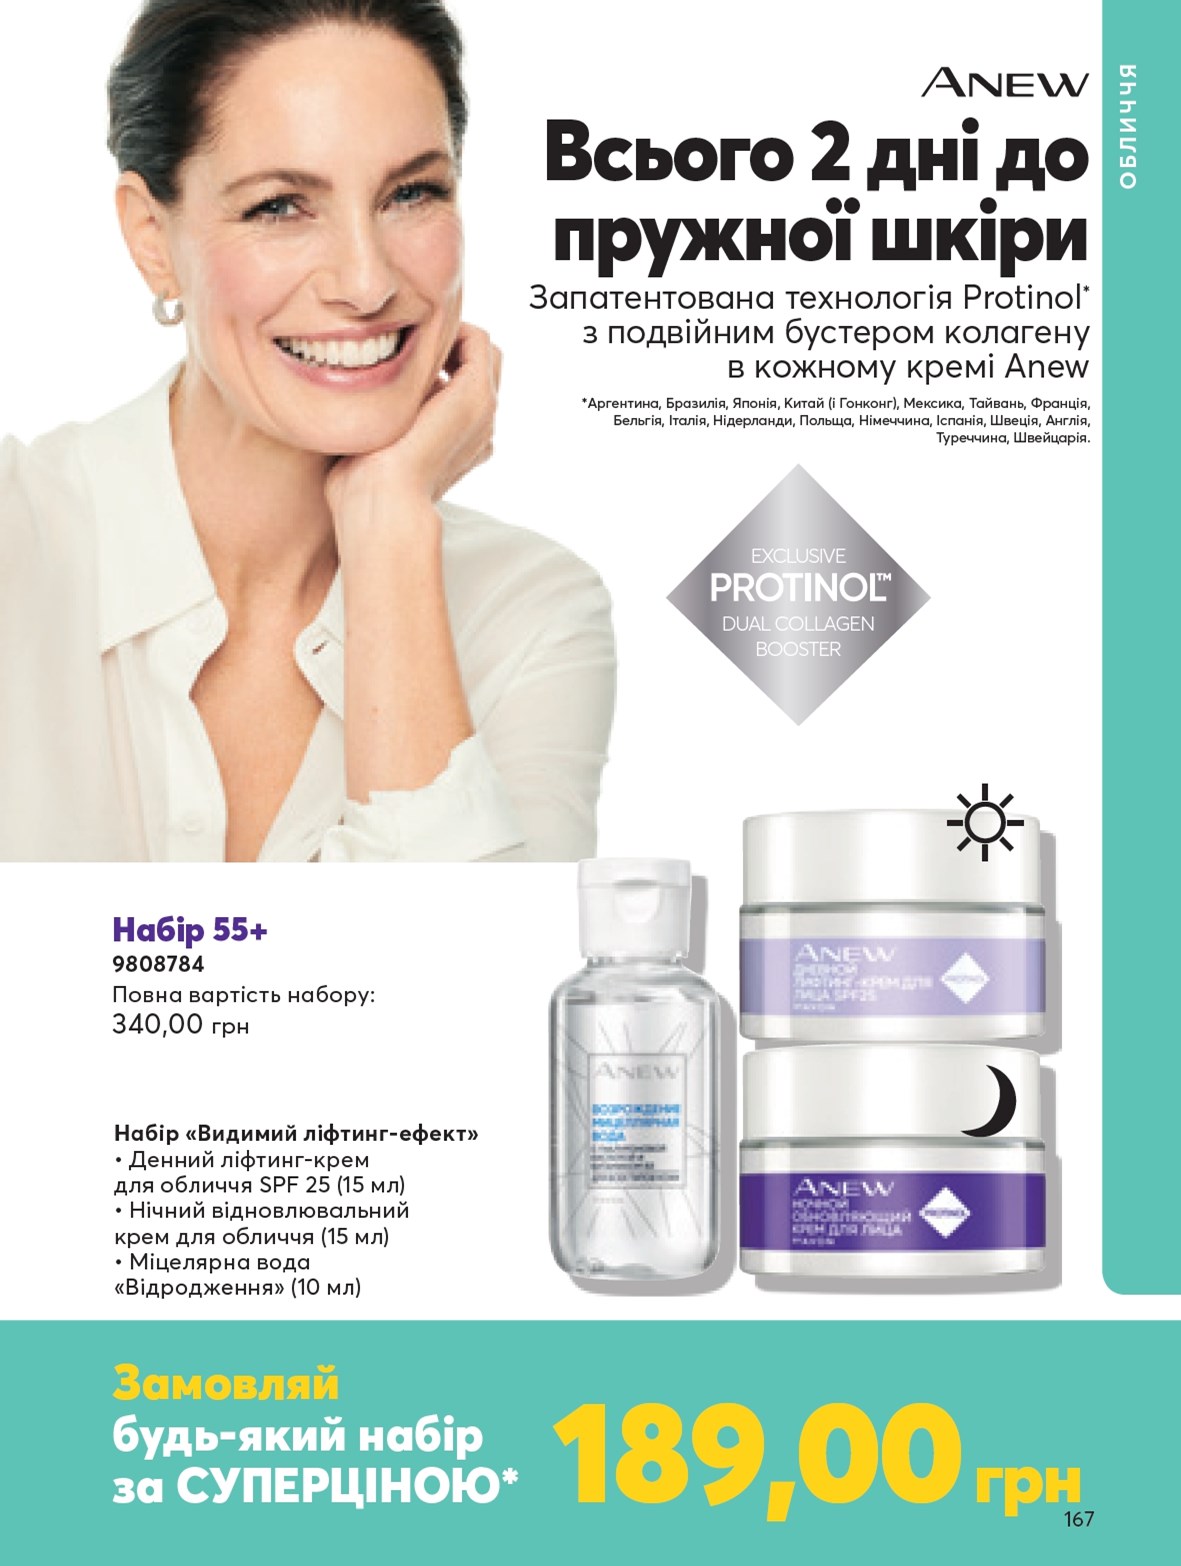 ANEW
ОБЛИЧЧЯ
Всього 2 дні до
пружної шкіри
Запатентована технологія Protinol*
з подвійним бустером колагену
в кожному кремі Anew
*Аргентина, Бразилія, Японія, Китай (і Гонконг), Мексика, Тайвань, Франція,
Бельгія, Італія, Нідерланди, Польща, Німеччина, Іспанія, Швеція, Англія,
Туреччина, Швейцарія.
EXCLUSIVE
PROTINOL™
DUAL COLLAGEN
BOOSTER
Набір 55+
9808784
Повна вартість набору:
340,00 грн
Набір «Видимий ліфтинг-ефект»
• Денний ліфтинг-крем
для обличчя SPF 25 (15 мл)
• Нічний відновлювальний
крем для обличчя (15 мл)
• Міцелярна вода
«Відродження» (10 мл)
ANEW
ВОЗРОЖДЕНИЕ
МИЦЕЛЛЯРНАЯ
ВОДА
ANEW
ДНЕВНОЙ
ЛИФТИНГ-КРЕМ ДЛЯ
ЛИЦА SPF25
PROTINOL
ANEW
НОЧНОЙ
ОБНОВЛЯЮЩИЙ
КРЕМ ДЛЯ ЛИЦА
PROTINOL
Замовляй
будь-який набір
за СУПЕРЦІНОЮ*
189,00 грн
167